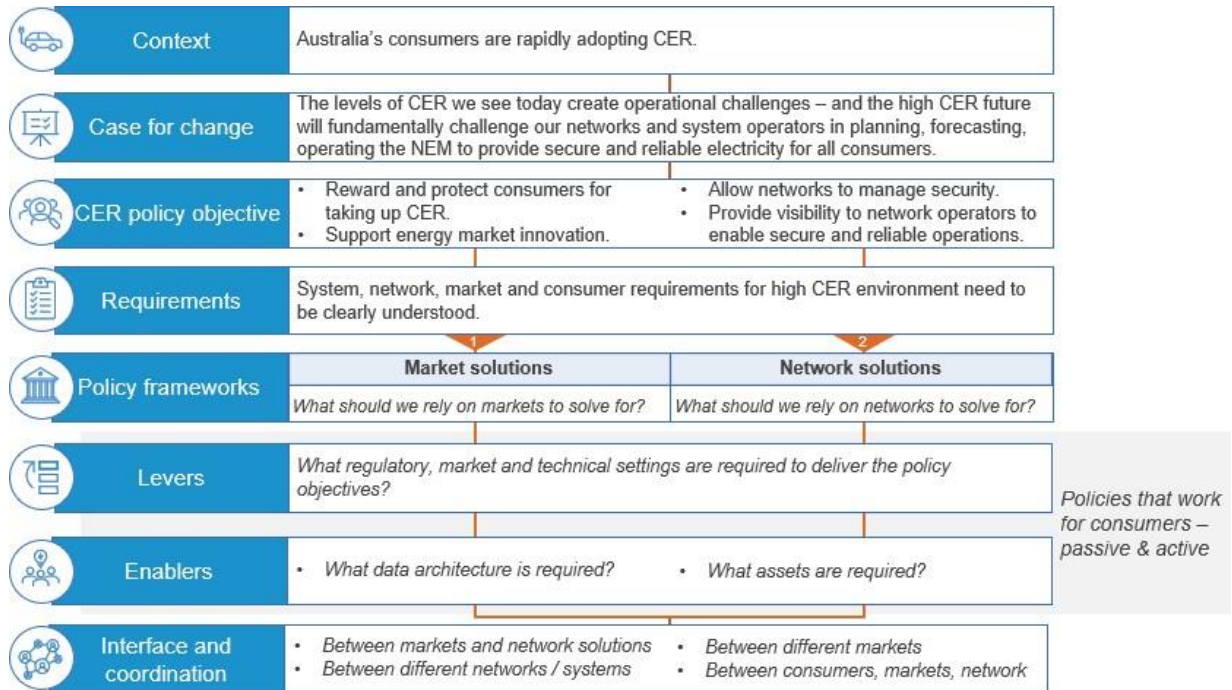 Context
Australia's consumers are rapidly adopting CER.
Case for change
The levels of CER we see today create operational challenges – and the high CER future
will fundamentally challenge our networks and system operators in planning, forecasting,
operating the NEM to provide secure and reliable electricity for all consumers.
CER policy objective
• Reward and protect consumers for
taking up CER.
• Support energy market innovation.
• Allow networks to manage security.
• Provide visibility to network operators to
enable secure and reliable operations.
Requirements
System, network, market and consumer requirements for high CER environment need to
be clearly understood.
1
2
Policy frameworks
Market solutions
Network solutions
What should we rely on markets to solve for?
What should we rely on networks to solve for?
Levers
What regulatory, market and technical settings are required to deliver the policy
objectives?
Policies that work
for consumers –
passive & active
Enablers
• What data architecture is required?
• What assets are required?
Interface and
coordination
• Between markets and network solutions
• Between different networks / systems
• Between different markets
• Between consumers, markets, network